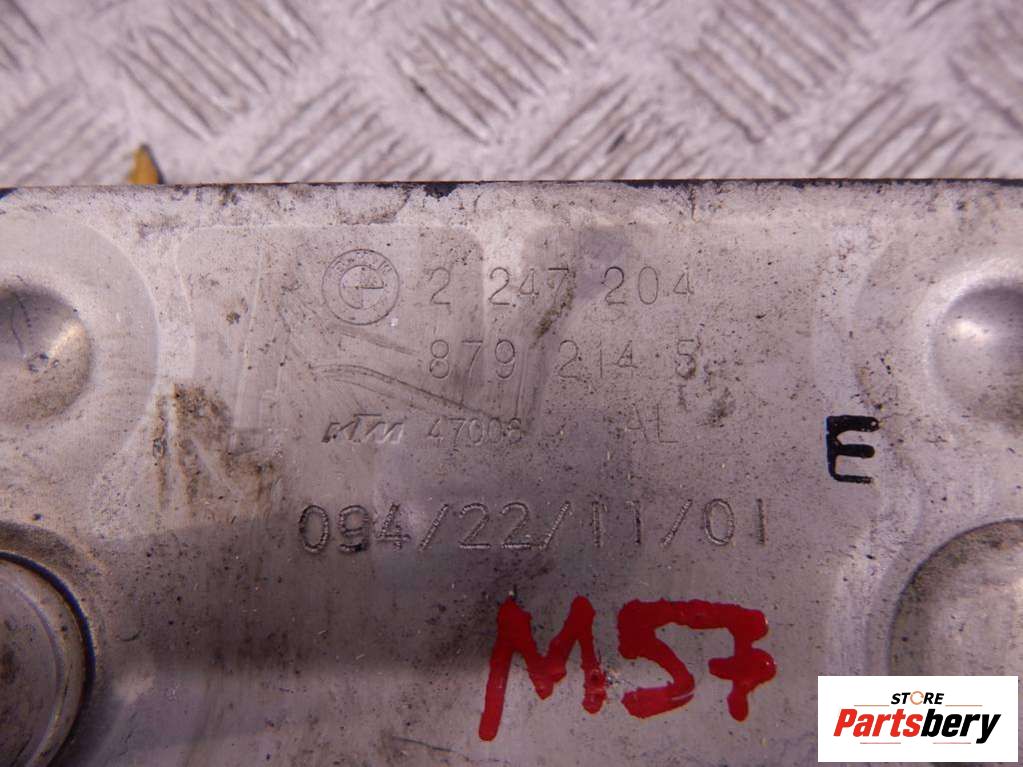 2 247 204
879 214 5
KTM 47008 AL
E
094/22/11/01
M57
STORE
Partsbery